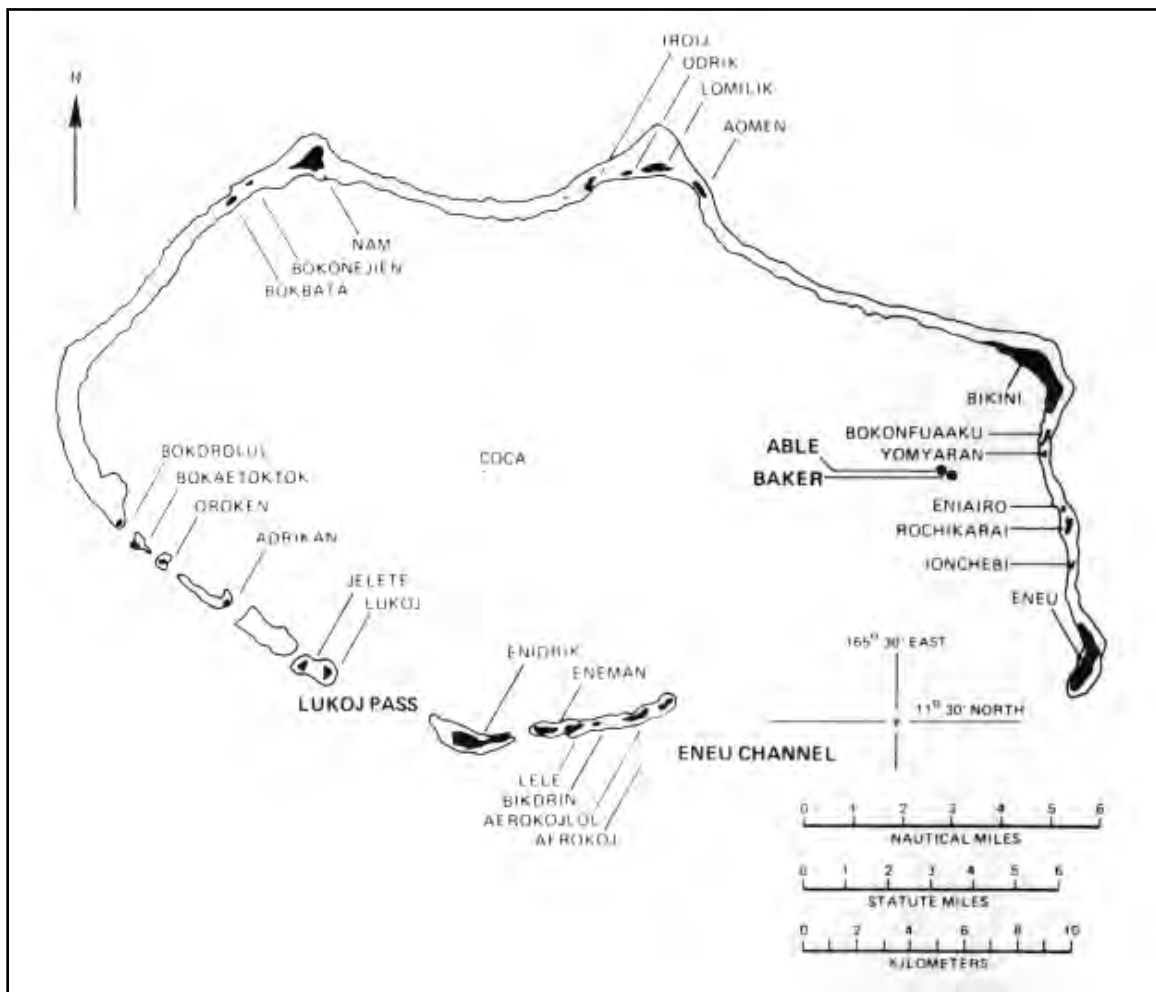 IROIJ
ODRIK
LOMILIK
AOMEN
N
NAM
BOKONEJIEN
BOKBATA
BIKINI
BOKONFUAAKU
YOMYARAN
ABLE
BAKER
COCA
BOKDROLUL
BOKAETOKTOK
OROKEN
ADRIKAN
JELETE
LUKOJ
ENIAIRO
ROCHIKARAI
IONCHEBI
ENEU
165° 30' EAST
11° 30' NORTH
ENIDRIK
ENEMAN
LUKOJ PASS
ENEU CHANNEL
LELE
BIKDRIN
AEROKOJLOL
AEROKOJ
0 1 2 3 4 5 6
NAUTICAL MILES
0 1 2 3 4 5 6
STATUTE MILES
0 2 4 6 8 10
KILOMETERS